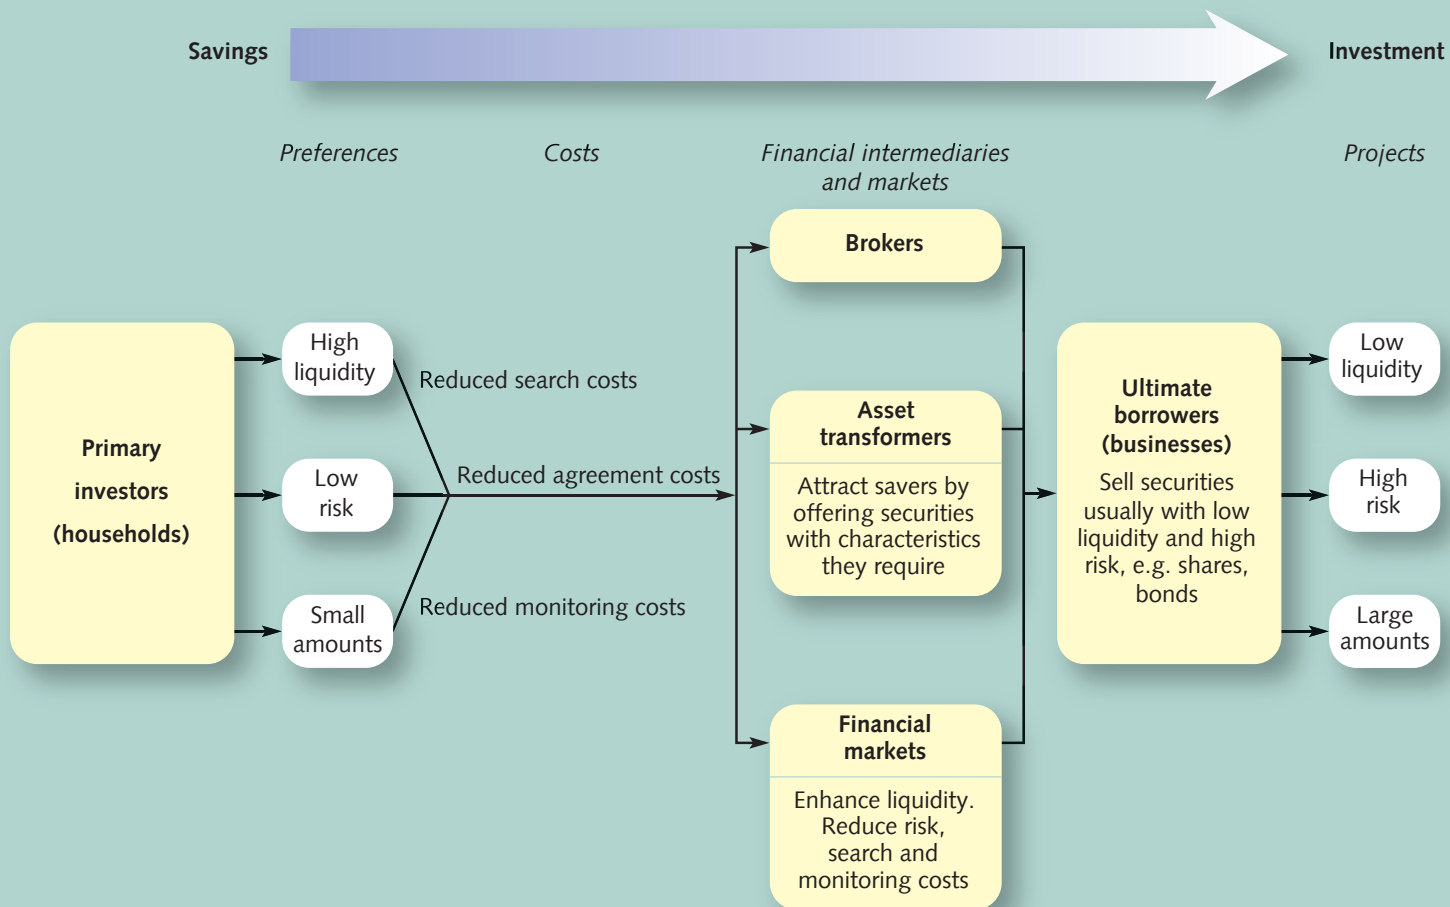 Savings
Investment
Preferences
Costs
Financial intermediaries
and markets
Projects
Primary
investors
(households)
High
liquidity
Low
risk
Small
amounts
Reduced search costs
Reduced agreement costs
Reduced monitoring costs
Brokers
Asset
transformers
Attract savers by
offering securities
with characteristics
they require
Financial
markets
Enhance liquidity.
Reduce risk,
search and
monitoring costs
Ultimate
borrowers
(businesses)
Sell securities
usually with low
liquidity and high
risk, e.g. shares,
bonds
Low
liquidity
High
risk
Large
amounts